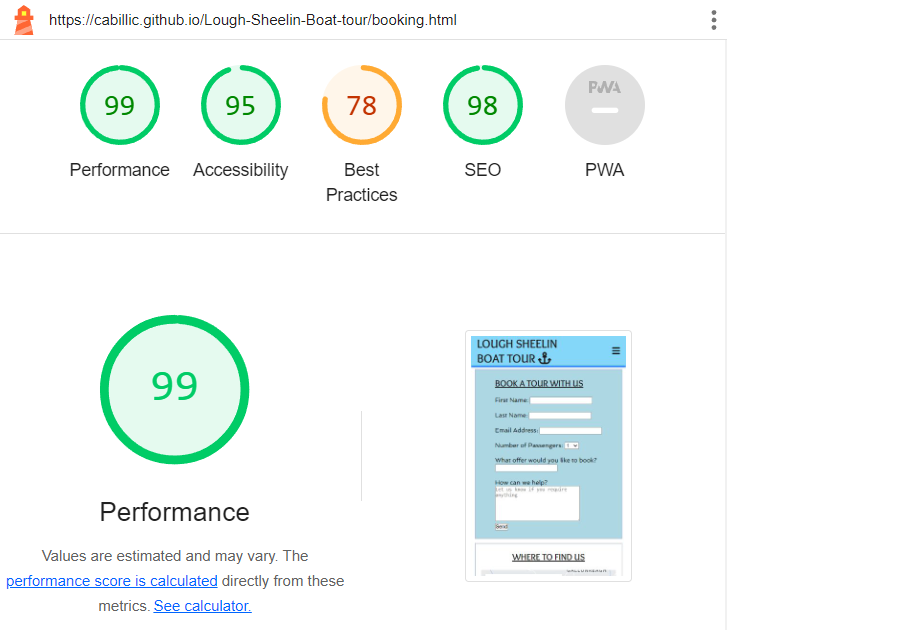 https://cabillic.github.io/Lough-Sheelin-Boat-tour/booking.html
99
95
78
98
PWA
Performance
Accessibility
Best
Practices
SEO
PWA
99
Performance
Values are estimated and may vary. The
performance score is calculated directly from these
metrics. See calculator.
LOUGH SHEELIN
BOAT TOUR
BOOK A TOUR WITH US
First Name:
Last Name:
Email Address:
Number of Passengers: 1
What offer would you like to book?
How can we help?
Let us know if you require
anything
Send
WHERE TO FIND US